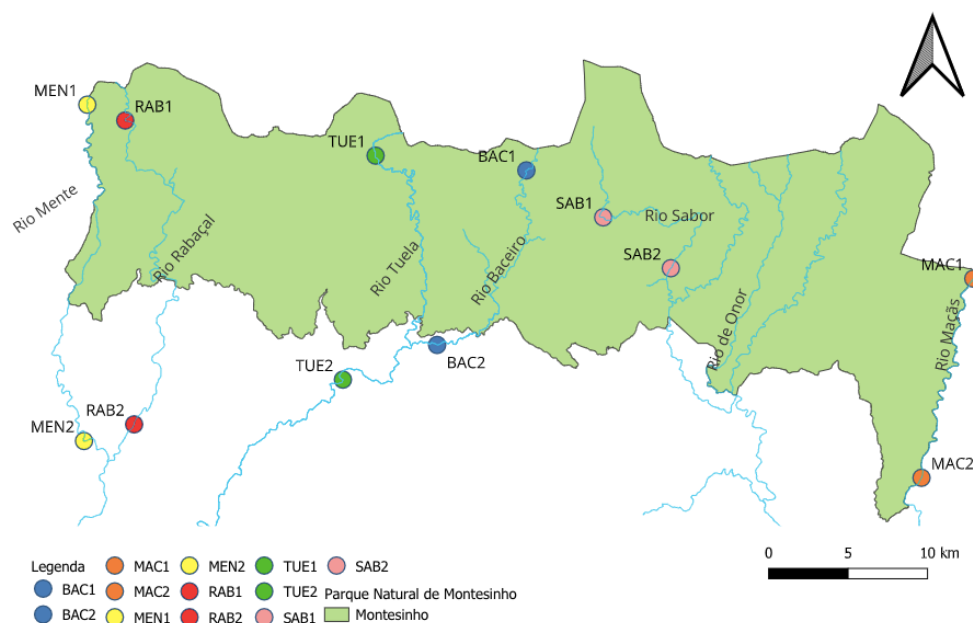 MEN1
RAB1
TUE1
BAC1
SAB1
Rio Sabor
Rio Mente
Rio Rabaçal
Rio Tuela
Rio Baceiro
SAB2
MAC1
Rio de Onor
Rio Maçãs
BAC2
TUE2
RAB2
MEN2
MAC2
Legenda
BAC1
BAC2
MAC1
MAC2
MEN1
MEN2
RAB1
RAB2
TUE1
TUE2
SAB1
SAB2
Parque Natural de Montesinho
Montesinho
0 5 10 km